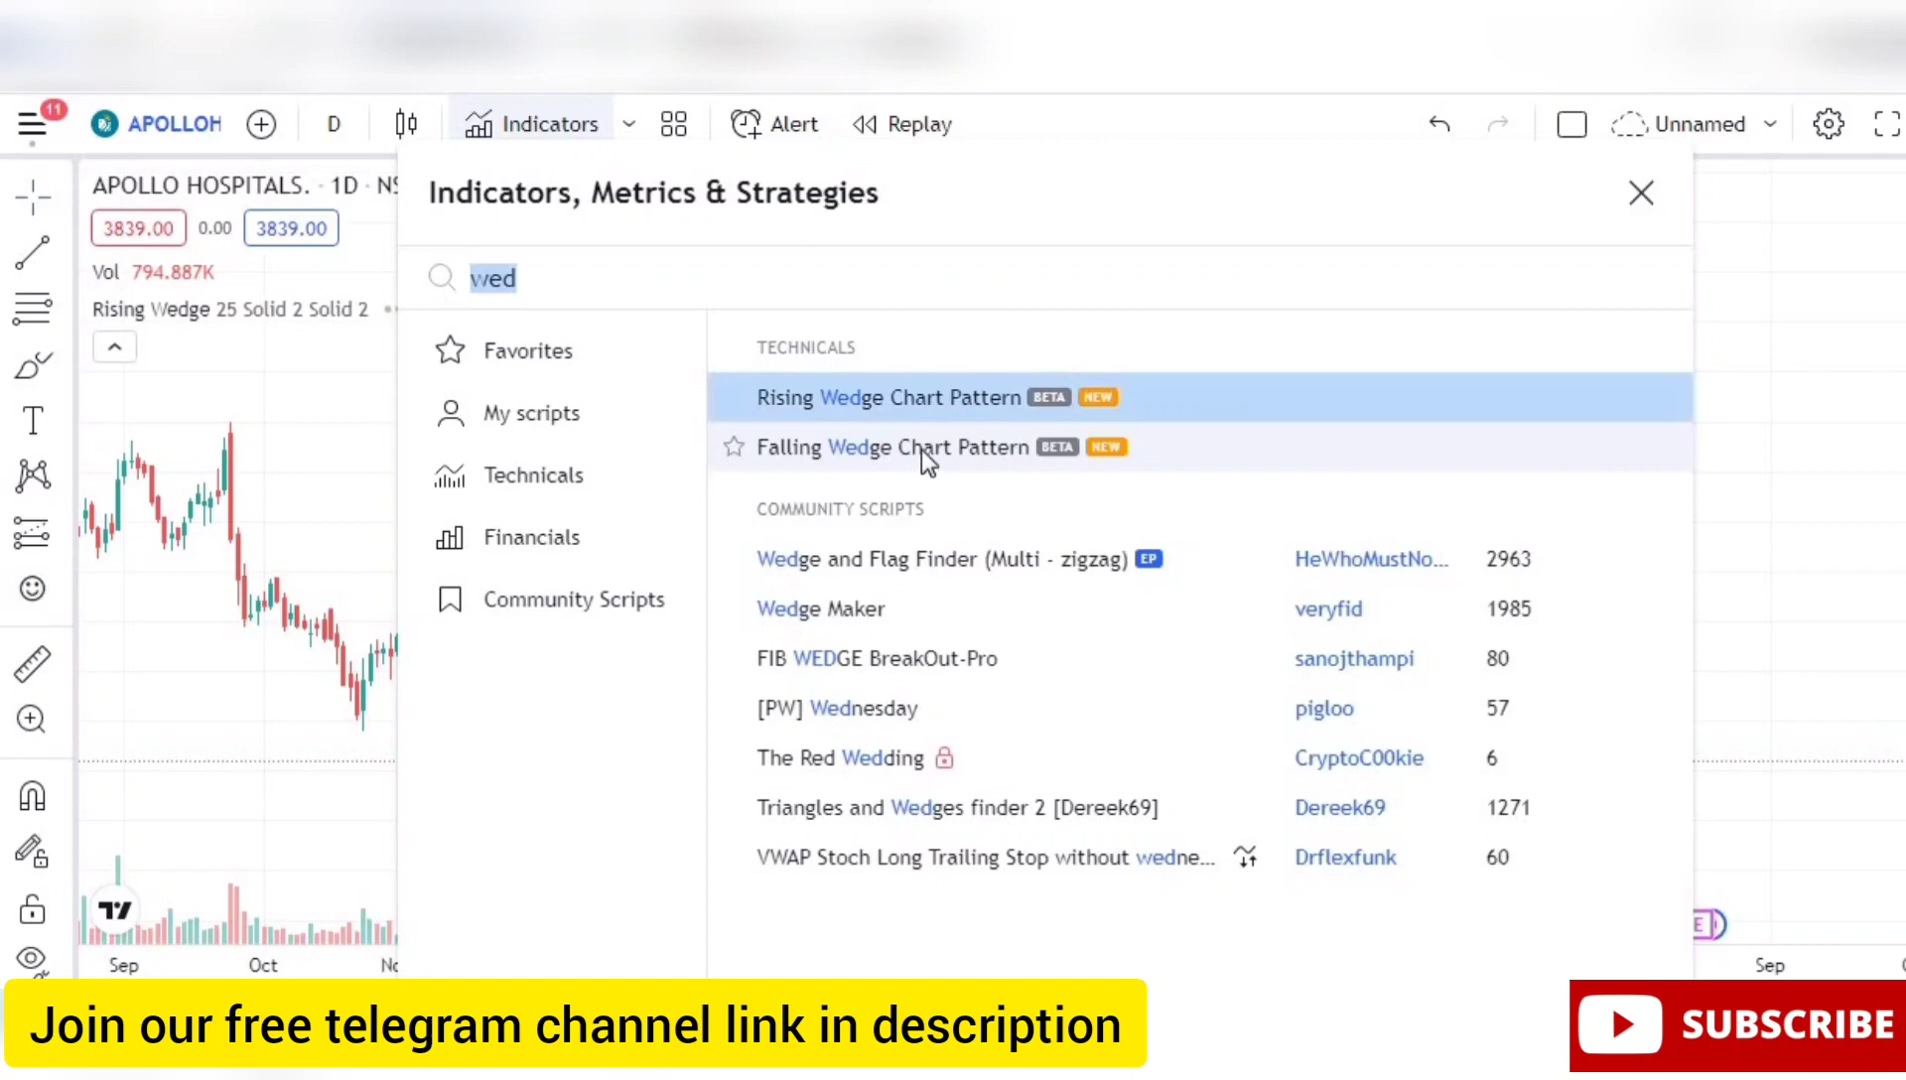 11
APOLLOH
D
Indicators
Alert
Replay
Unnamed
APOLLO HOSPITALS. · 1D · NS
3839.00 0.00 3839.00
Vol 794.887K
Rising Wedge 25 Solid 2 Solid 2
Indicators, Metrics & Strategies
wed
Favorites
My scripts
Technicals
Financials
Community Scripts
TECHNICALS
Rising Wedge Chart Pattern BETA NEW
Falling Wedge Chart Pattern BETA NEW
COMMUNITY SCRIPTS
Wedge and Flag Finder (Multi - zigzag) EP HeWhoMustNo... 2963
Wedge Maker veryfid 1985
FIB WEDGE BreakOut-Pro sanojthampi 80
[PW] Wednesday pigloo 57
The Red Wedding CryptoC00kie 6
Triangles and Wedges finder 2 [Dereek69] Dereek69 1271
VWAP Stoch Long Trailing Stop without wedne... Drflexfunk 60
E
Sep Oct No Sep
Join our free telegram channel link in description
SUBSCRIBE